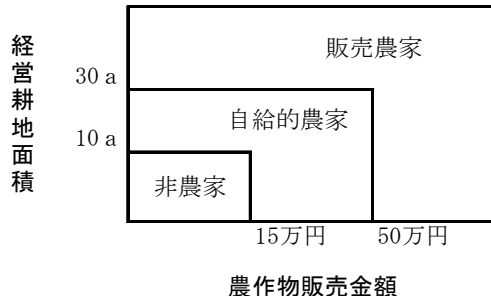 経営耕地面積
販売農家
30 a
自給的農家
10 a
非農家
15万円 50万円
農作物販売金額